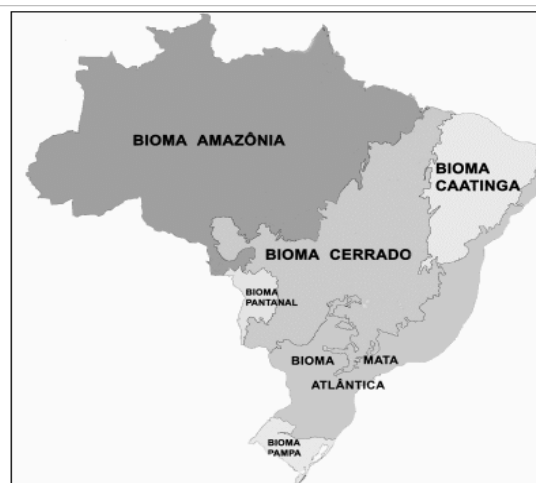 BIOMA AMAZÔNIA
BIOMA
CAATINGA
BIOMA CERRADO
BIOMA
PANTANAL
BIOMA MATA
ATLÂNTICA
BIOMA
PAMPA